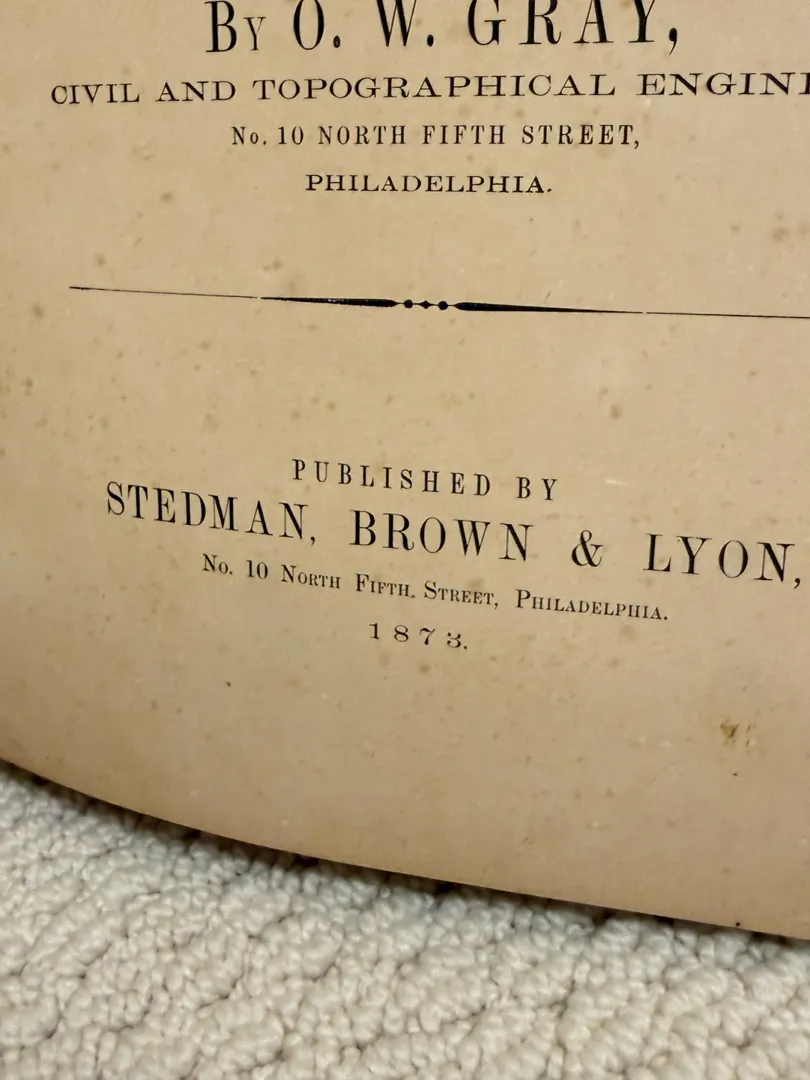 By O. W. GRAY,
CIVIL AND TOPOGRAPHICAL ENGINE
No. 10 NORTH FIFTH STREET,
PHILADELPHIA.
PUBLISHED BY
STEDMAN, BROWN & LYON,
No. 10 North Fifth. Street, Philadelphia.
1873.